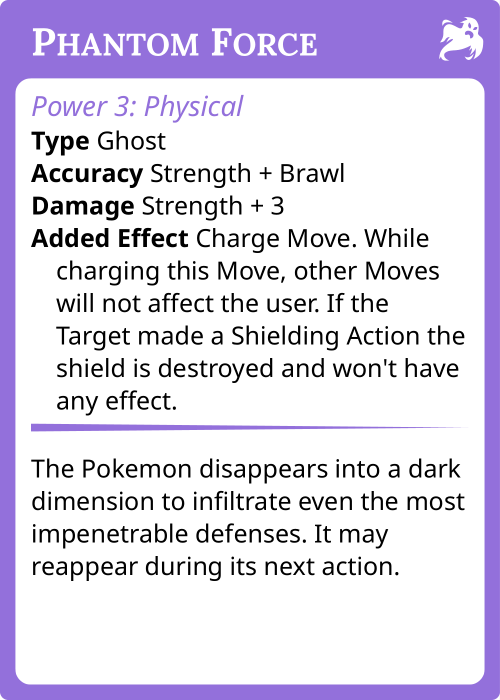 Phantom Force
Power 3: Physical
Type Ghost
Accuracy Strength + Brawl
Damage Strength + 3
Added Effect Charge Move. While
charging this Move, other Moves
will not affect the user. If the
Target made a Shielding Action the
shield is destroyed and won't have
any effect.
The Pokemon disappears into a dark
dimension to infiltrate even the most
impenetrable defenses. It may
reappear during its next action.